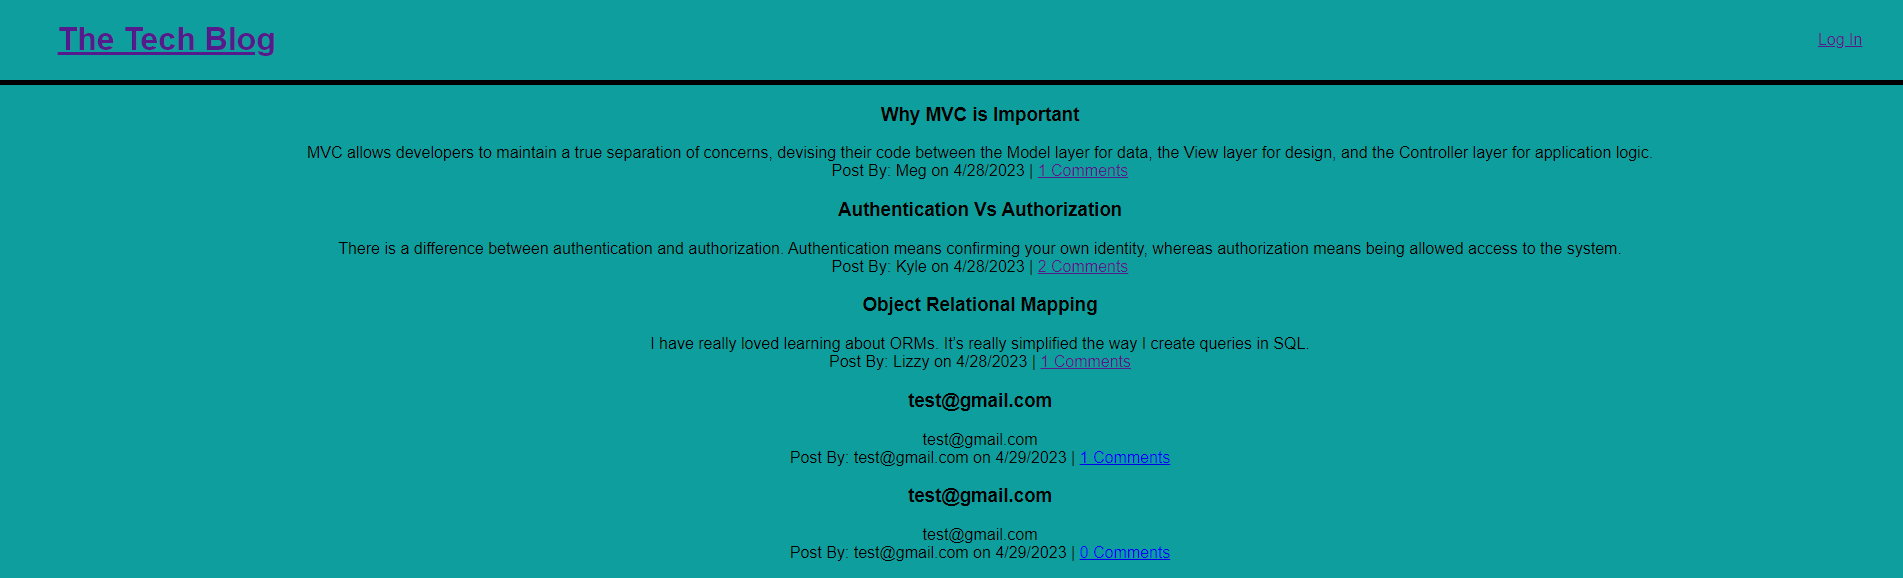 The Tech Blog
Log In
Why MVC is Important
MVC allows developers to maintain a true separation of concerns, devising their code between the Model layer for data, the View layer for design, and the Controller layer for application logic.
Post By: Meg on 4/28/2023 | 1 Comments
Authentication Vs Authorization
There is a difference between authentication and authorization. Authentication means confirming your own identity, whereas authorization means being allowed access to the system.
Post By: Kyle on 4/28/2023 | 2 Comments
Object Relational Mapping
I have really loved learning about ORMs. It's really simplified the way I create queries in SQL.
Post By: Lizzy on 4/28/2023 | 1 Comments
test@gmail.com
test@gmail.com
Post By: test@gmail.com on 4/29/2023 | 1 Comments
test@gmail.com
test@gmail.com
Post By: test@gmail.com on 4/29/2023 | 0 Comments